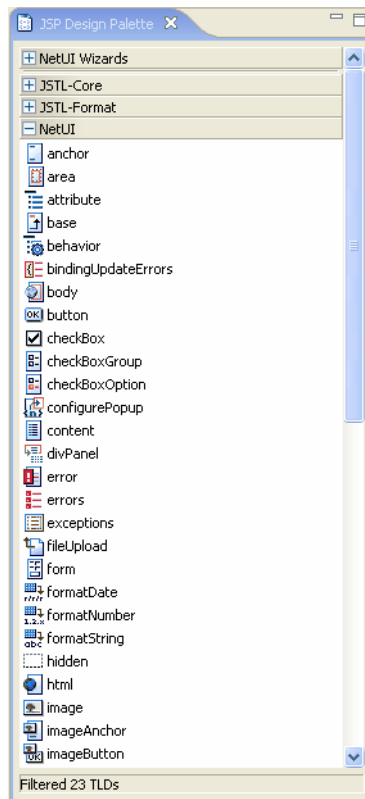 JSP Design Palette
NetUI Wizards
JSTL-Core
JSTL-Format
NetUI
anchor
area
attribute
base
behavior
bindingUpdateErrors
body
OK button
checkBox
checkBoxGroup
checkBoxOption
configurePopup
content
divPanel
error
errors
exceptions
fileUpload
form
formatDate
formatNumber
formatString
hidden
html
image
imageAnchor
imageButton
Filtered 23 TLDs